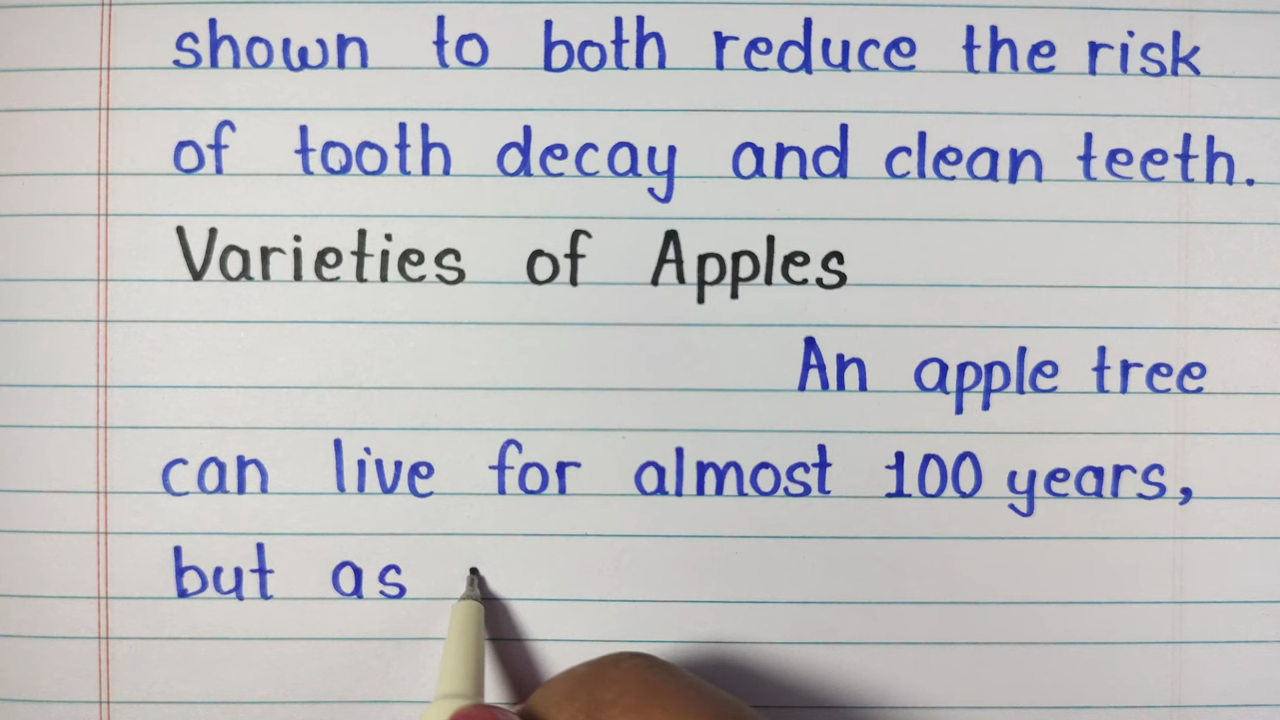 shown to both reduce the risk
of tooth decay and clean teeth.
Varieties of Apples
An apple tree
can live for almost 100 years,
but as